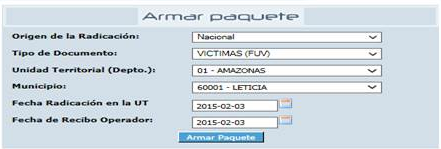 Armar paquete
Origen de la Radicación: Nacional
Tipo de Documento: VICTIMAS (FUV)
Unidad Territorial (Depto.): 01 - AMAZONAS
Municipio: 60001 - LETICIA
Fecha Radicación en la UT 2015-02-03
Fecha de Recibo Operador: 2015-02-03
Armar Paquete